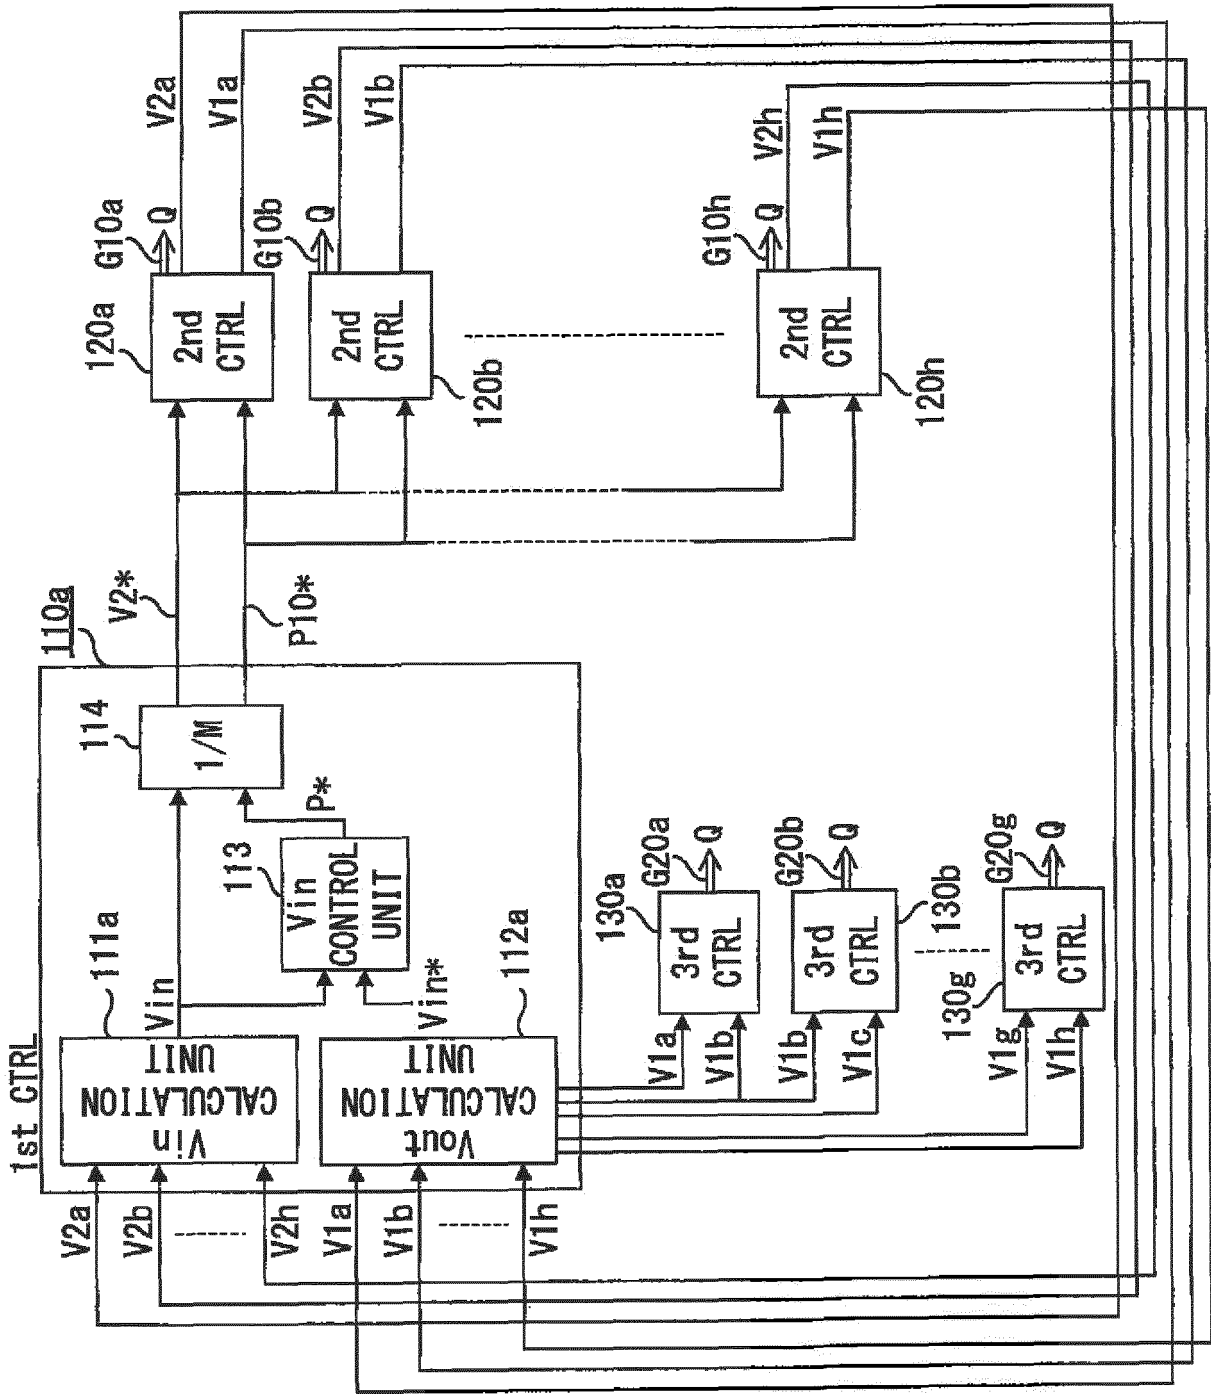 1st CTRL
110a
V2a
V2b
V2h
V1a
V1b
V1h
Vin
CALCULATION
UNIT
111a
Vin
Vout
CALCULATION
UNIT
112a
Vin*
113
Vin
CONTROL
UNIT
P*
114
1/M
V2*
P10*
120a
2nd
CTRL
G10a
Q
V2a
V1a
120b
2nd
CTRL
G10b
Q
V2b
V1b
120h
2nd
CTRL
G10h
Q
V2h
V1h
V1a
V1b
130a
3rd
CTRL
G20a
Q
V1b
V1c
130b
3rd
CTRL
G20b
Q
V1g
V1h
130g
3rd
CTRL
G20g
Q